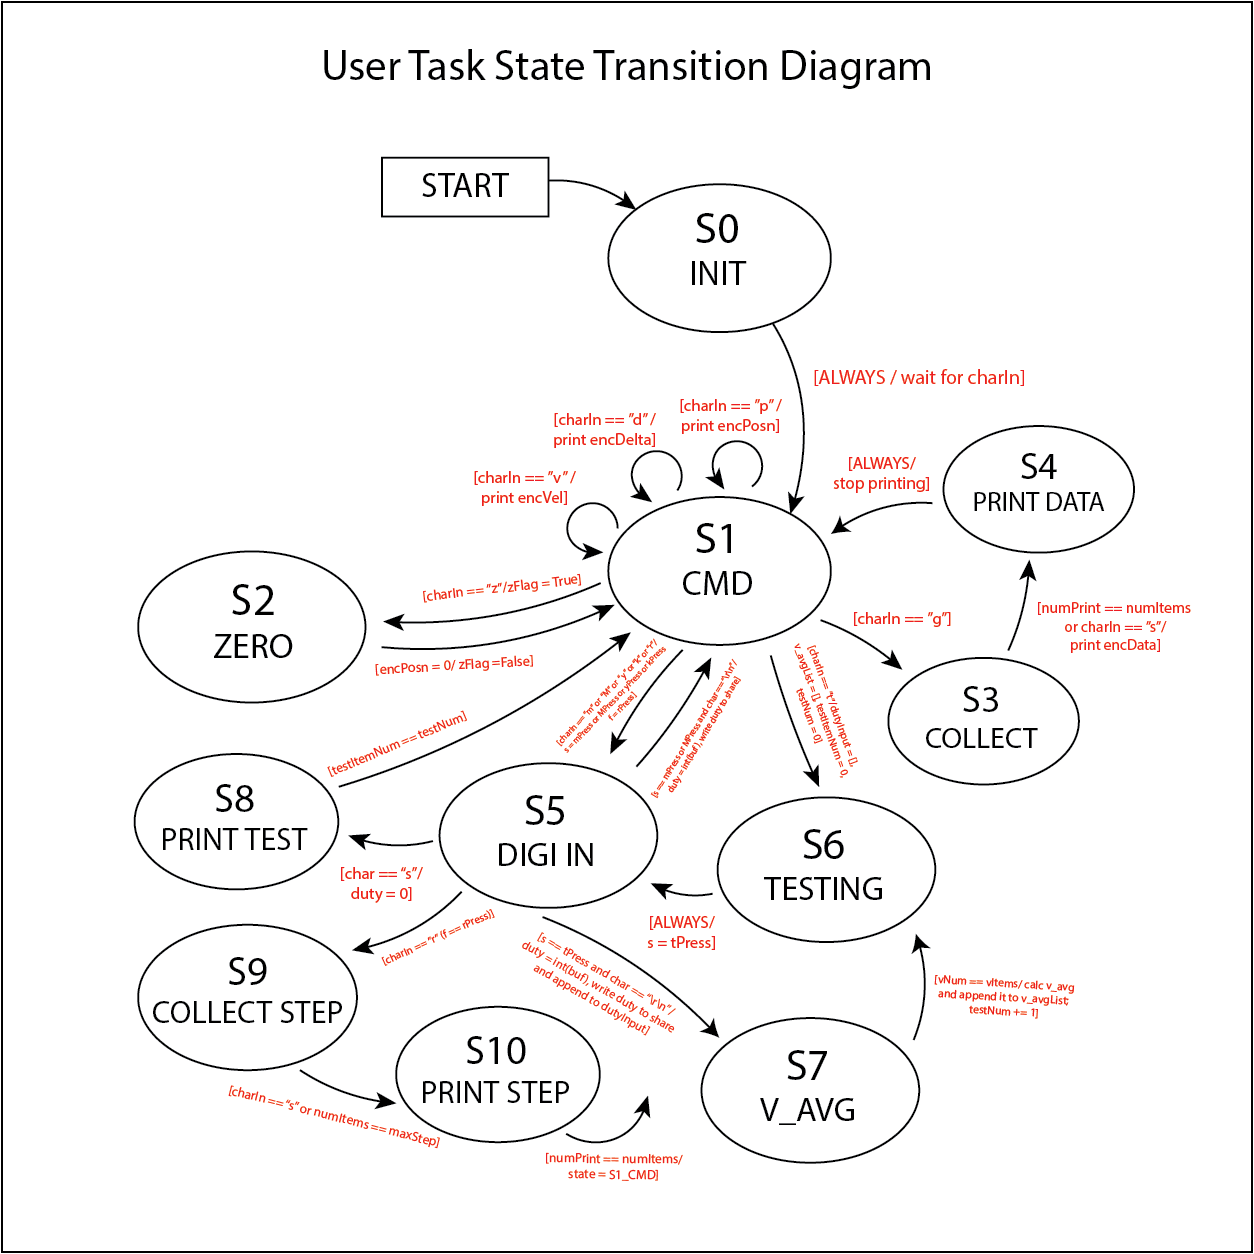 User Task State Transition Diagram
START
S0
INIT
[ALWAYS / wait for charIn]
[charIn == "p" /
print encPosn]
[charIn == "d" /
print encDelta]
[charIn == "v" /
print encVel]
[ALWAYS/
stop printing]
S4
PRINT DATA
S1
CMD
[charIn == "z"/zFlag = True]
S2
ZERO
[encPosn = 0/ zFlag =False]
[charIn == "g"]
[numPrint == numItems
or charIn == "s"/
print encData]
S3
COLLECT
[charIn == "m" or "M" or "y" or "k" or "r"/
s = mPress or MPress or yPress or kPress
f = rPress]
[s == mPress or MPress and char == "\r\n"/
duty = int(buf), write duty to share]
[charIn == "t"/dutyInput = [],
v_avgList = [], testItemNum = 0,
testNum = 0]
[testItemNum == testNum]
S8
PRINT TEST
S5
DIGI IN
S6
TESTING
[char == "s"/
duty = 0]
[ALWAYS/
s = tPress]
[charIn == "r" (f == rPress)]
[s == tPress and char == "\r\n"/
duty = int(buf), write duty to share
and append to dutyInput]
S9
COLLECT STEP
[vNum == vItems/ calc v_avg
and append it to v_avgList;
testNum += 1]
S10
PRINT STEP
S7
V_AVG
[charIn == "s" or numItems == maxStep]
[numPrint == numItems/
state = S1_CMD]